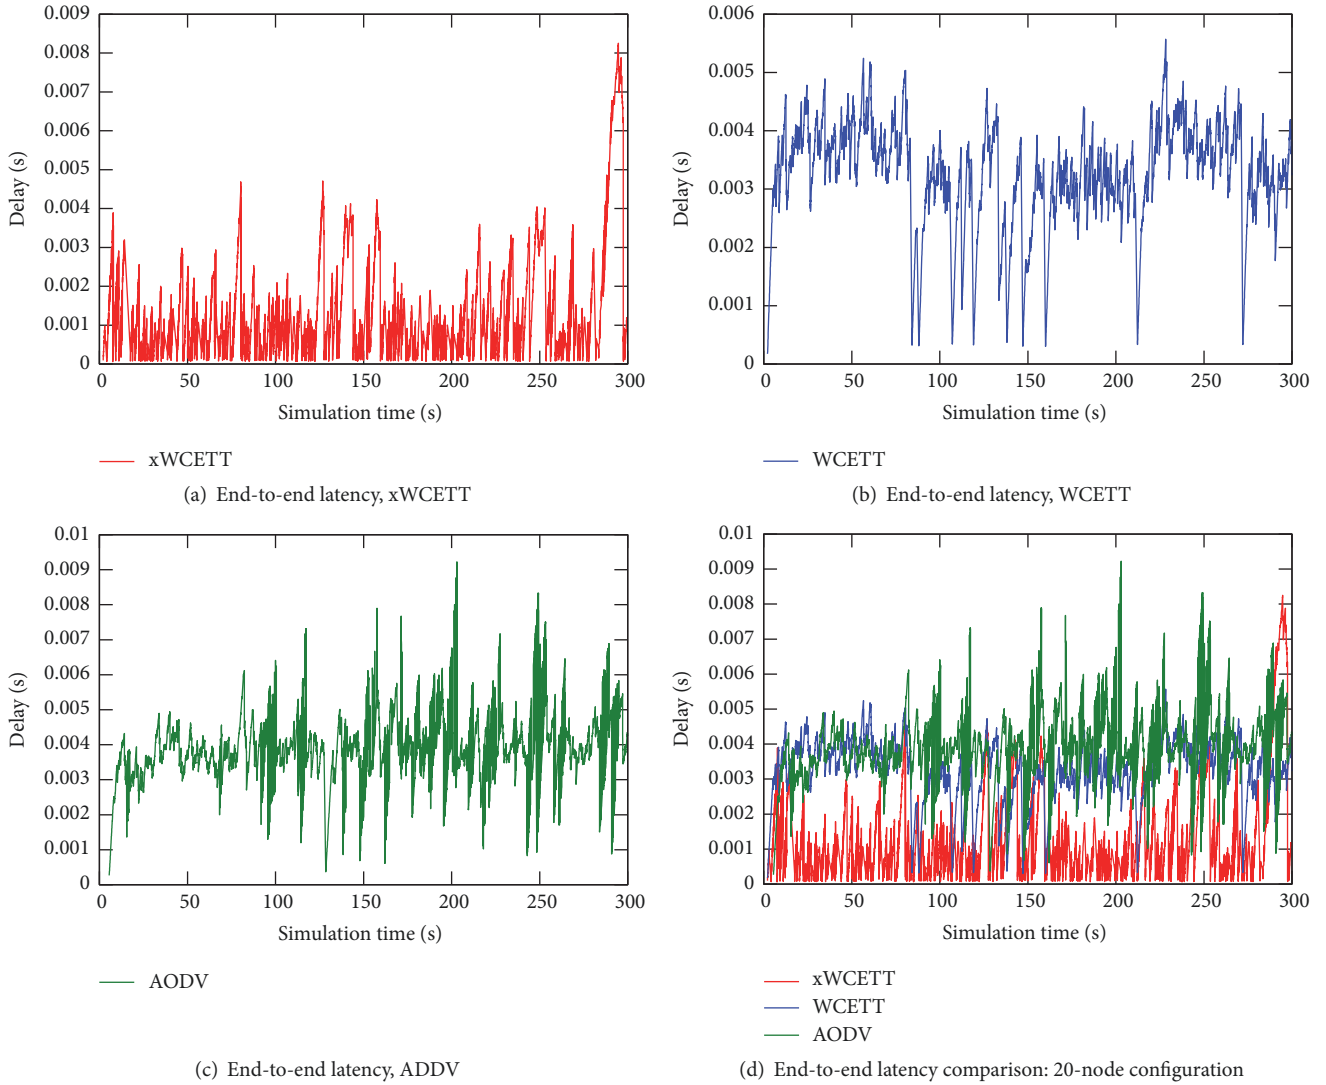 0.009
0.008
0.007
0.006
0.005
0.004
0.003
0.002
0.001
0
Delay (s)
0 50 100 150 200 250 300
Simulation time (s)
xWCETT
(a) End-to-end latency, xWCETT
0.006
0.005
0.004
0.003
0.002
0.001
0
Delay (s)
0 50 100 150 200 250 300
Simulation time (s)
WCETT
(b) End-to-end latency, WCETT
0.01
0.009
0.008
0.007
0.006
0.005
0.004
0.003
0.002
0.001
0
Delay (s)
0 50 100 150 200 250 300
Simulation time (s)
AODV
(c) End-to-end latency, ADDV
0.01
0.009
0.008
0.007
0.006
0.005
0.004
0.003
0.002
0.001
0
Delay (s)
0 50 100 150 200 250 300
Simulation time (s)
xWCETT
WCETT
AODV
(d) End-to-end latency comparison: 20-node configuration